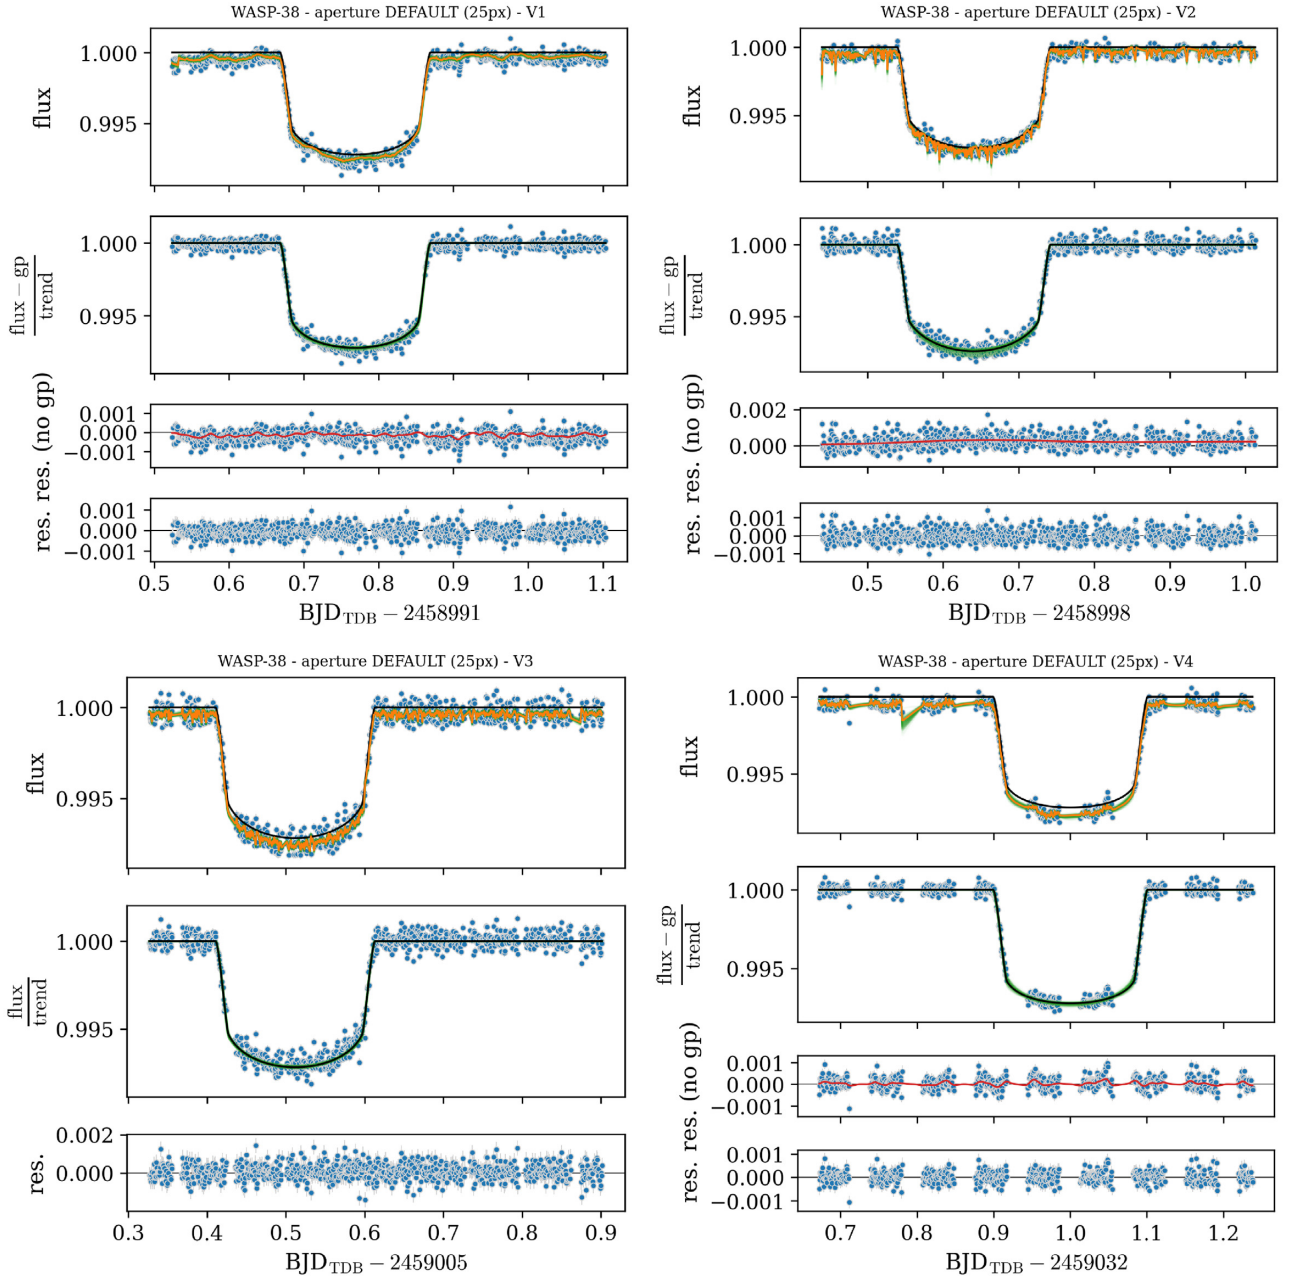 WASP-38 - aperture DEFAULT (25px) - V1
flux
1.000
0.995
flux − gp
trend
1.000
0.995
res. (no gp)
0.001
0.000
−0.001
res.
0.001
0.000
−0.001
0.5 0.6 0.7 0.8 0.9 1.0 1.1
BJD_TDB − 2458991
WASP-38 - aperture DEFAULT (25px) - V2
flux
1.000
0.995
flux − gp
trend
1.000
0.995
res. (no gp)
0.002
0.000
res.
0.001
0.000
−0.001
0.5 0.6 0.7 0.8 0.9 1.0
BJD_TDB − 2458998
WASP-38 - aperture DEFAULT (25px) - V3
flux
1.000
0.995
flux
trend
1.000
0.995
res.
0.002
0.000
0.3 0.4 0.5 0.6 0.7 0.8 0.9
BJD_TDB − 2459005
WASP-38 - aperture DEFAULT (25px) - V4
flux
1.000
0.995
flux − gp
trend
1.000
0.995
res. (no gp)
0.001
0.000
−0.001
res.
0.001
0.000
−0.001
0.7 0.8 0.9 1.0 1.1 1.2
BJD_TDB − 2459032